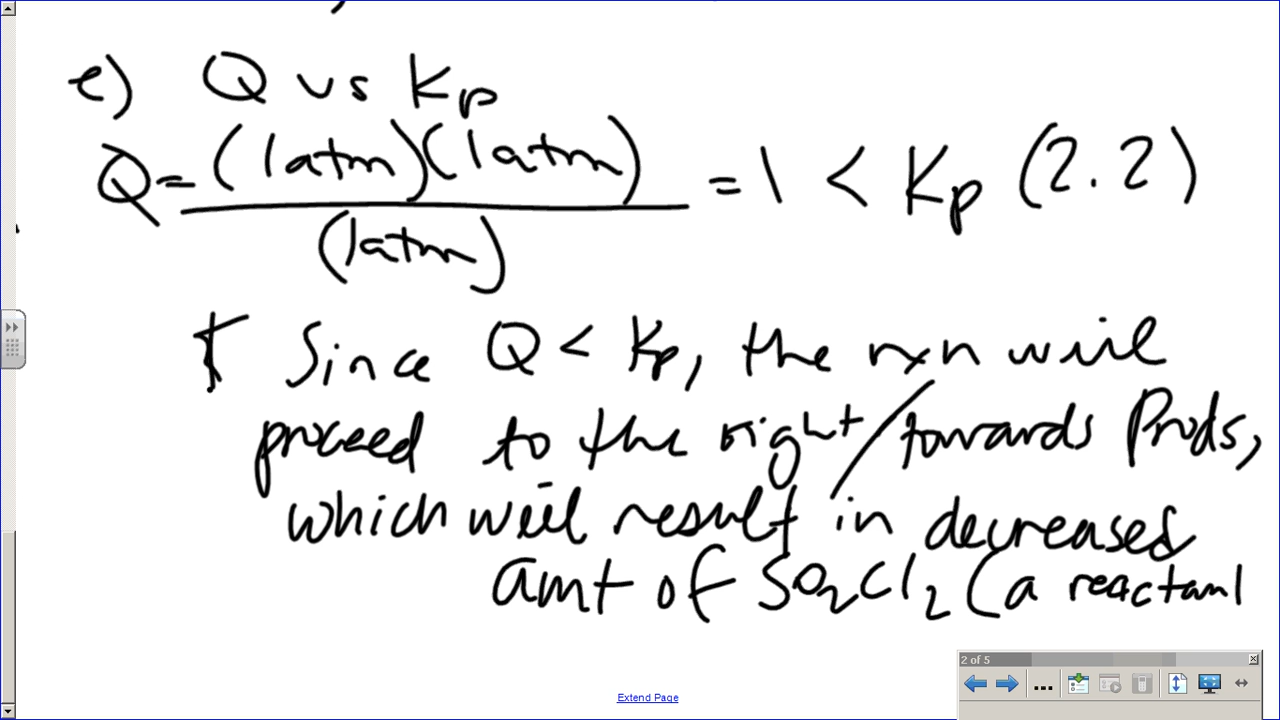 e) Q vs Kp
Q = (1atm)(1atm) = 1 < Kp (2.2)
(1atm)
Since Q < Kp, the rxn will
proceed to the right/towards Prods,
which will result in decreased
amt of SO2Cl2 (a reactant
2 of 5
...
Extend Page